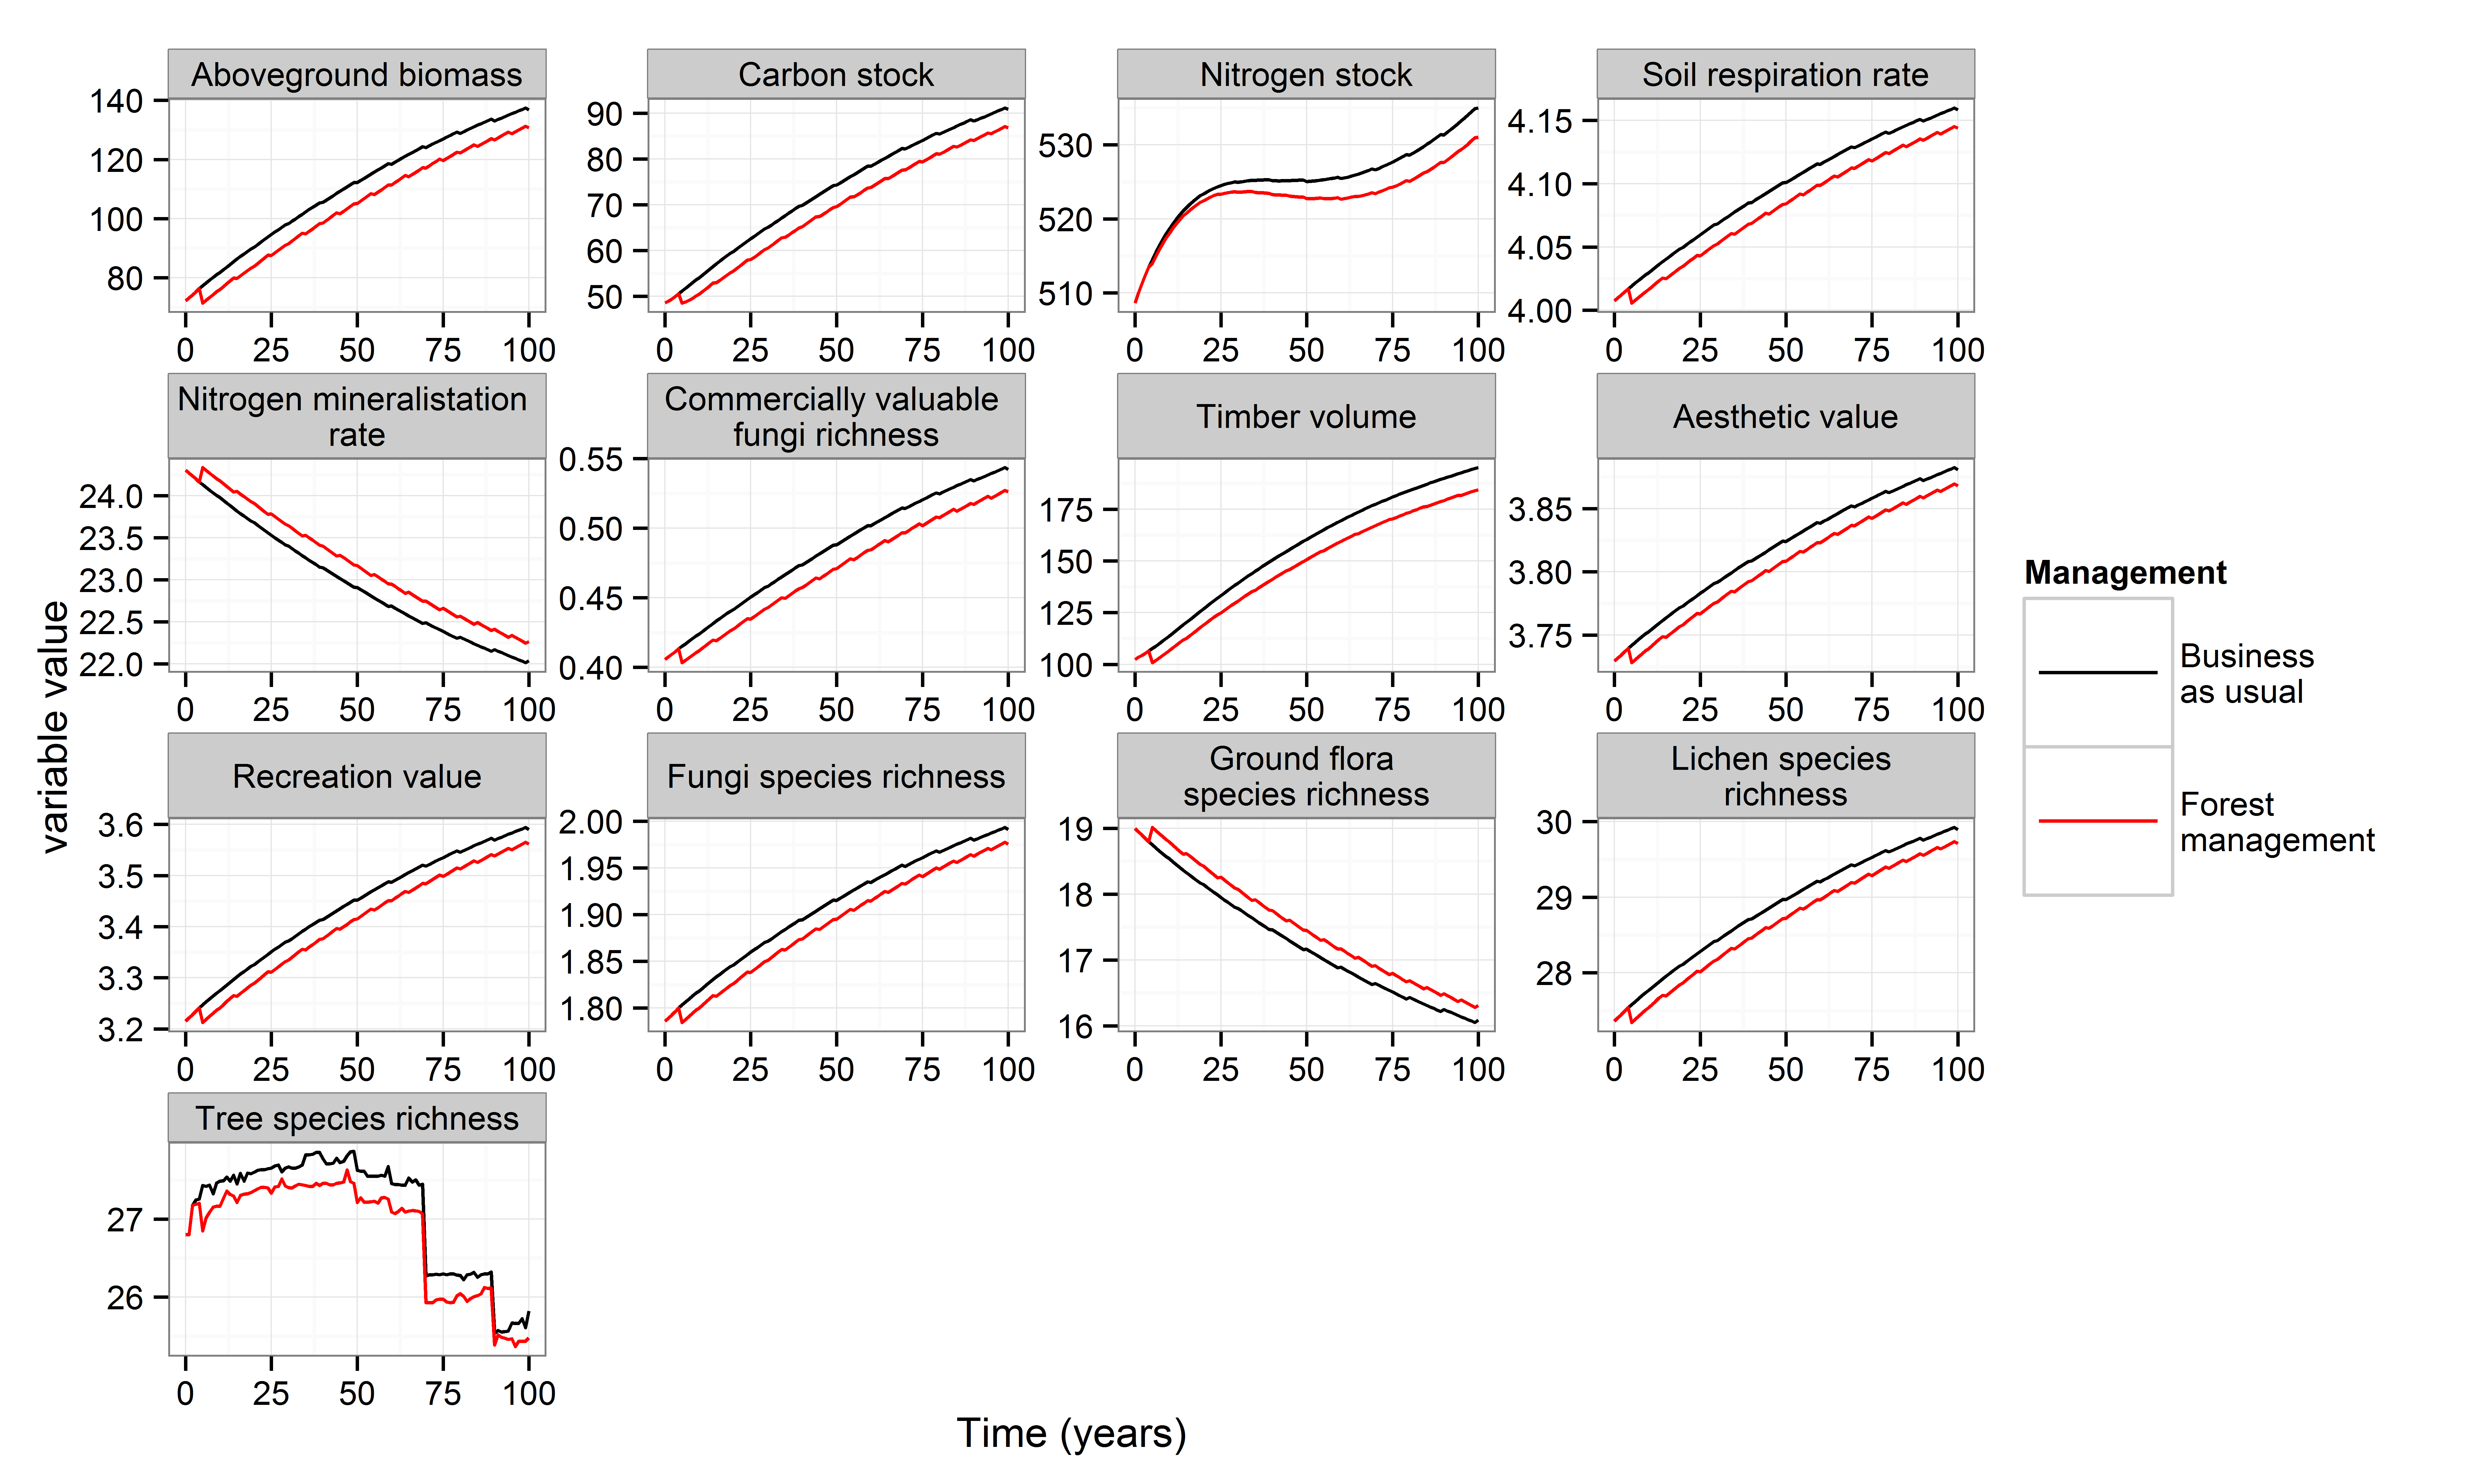 Aboveground biomass
Carbon stock
Nitrogen stock
Soil respiration rate
140
120
100
80
90
80
70
60
50
530
520
510
4.15
4.10
4.05
4.00
0 25 50 75 100
0 25 50 75 100
0 25 50 75 100
0 25 50 75 100
Nitrogen mineralistation
rate
Commercially valuable
fungi richness
Timber volume
Aesthetic value
24.0
23.5
23.0
22.5
22.0
0.55
0.50
0.45
0.40
175
150
125
100
3.85
3.80
3.75
0 25 50 75 100
0 25 50 75 100
0 25 50 75 100
0 25 50 75 100
Recreation value
Fungi species richness
Ground flora
species richness
Lichen species
richness
3.6
3.5
3.4
3.3
3.2
2.00
1.95
1.90
1.85
1.80
19
18
17
16
30
29
28
0 25 50 75 100
0 25 50 75 100
0 25 50 75 100
0 25 50 75 100
Tree species richness
27
26
0 25 50 75 100
variable value
Time (years)
Management
Business
as usual
Forest
management